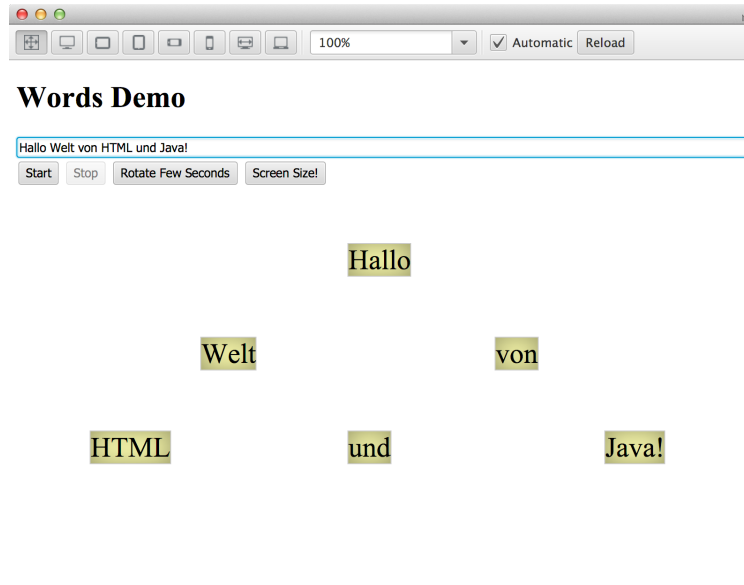 100% Automatic Reload
Words Demo
Hallo Welt von HTML und Java!
Start Stop Rotate Few Seconds Screen Size!
Hallo
Welt von
HTML und Java!